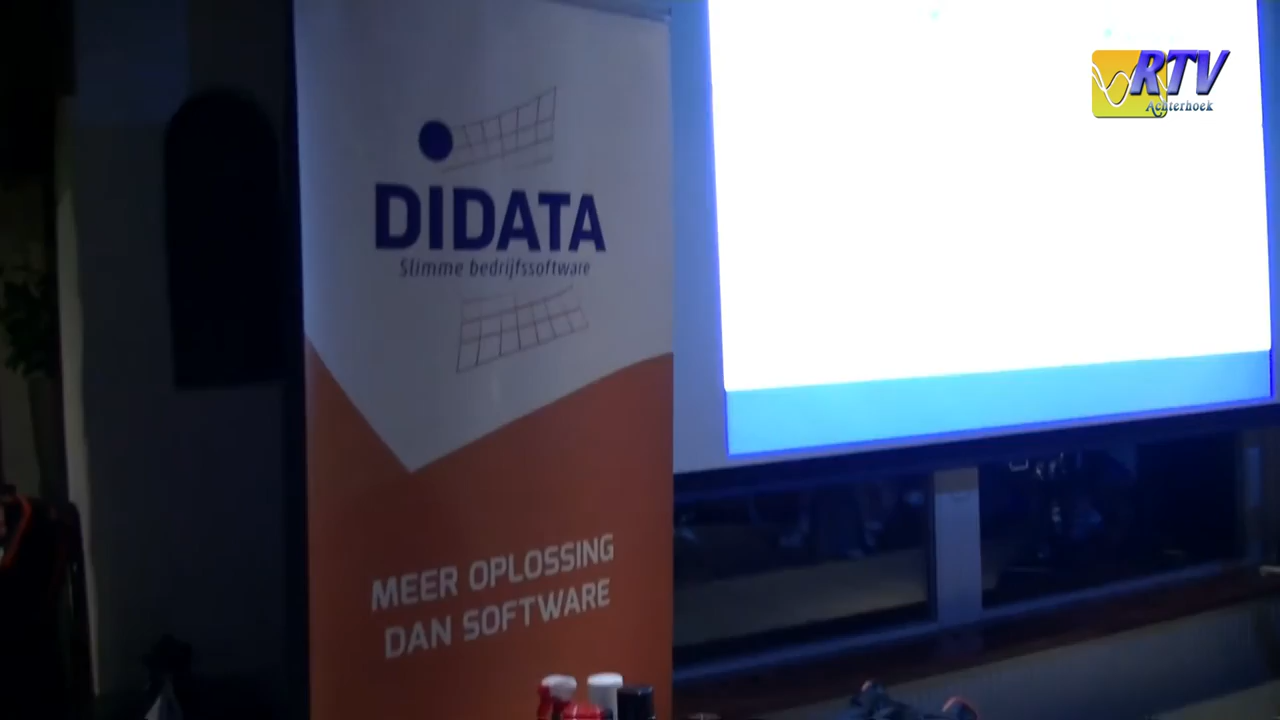 DIDATA
Slimme bedrijfssoftware
MEER OPLOSSING
DAN SOFTWARE
RTV
Achterhoek